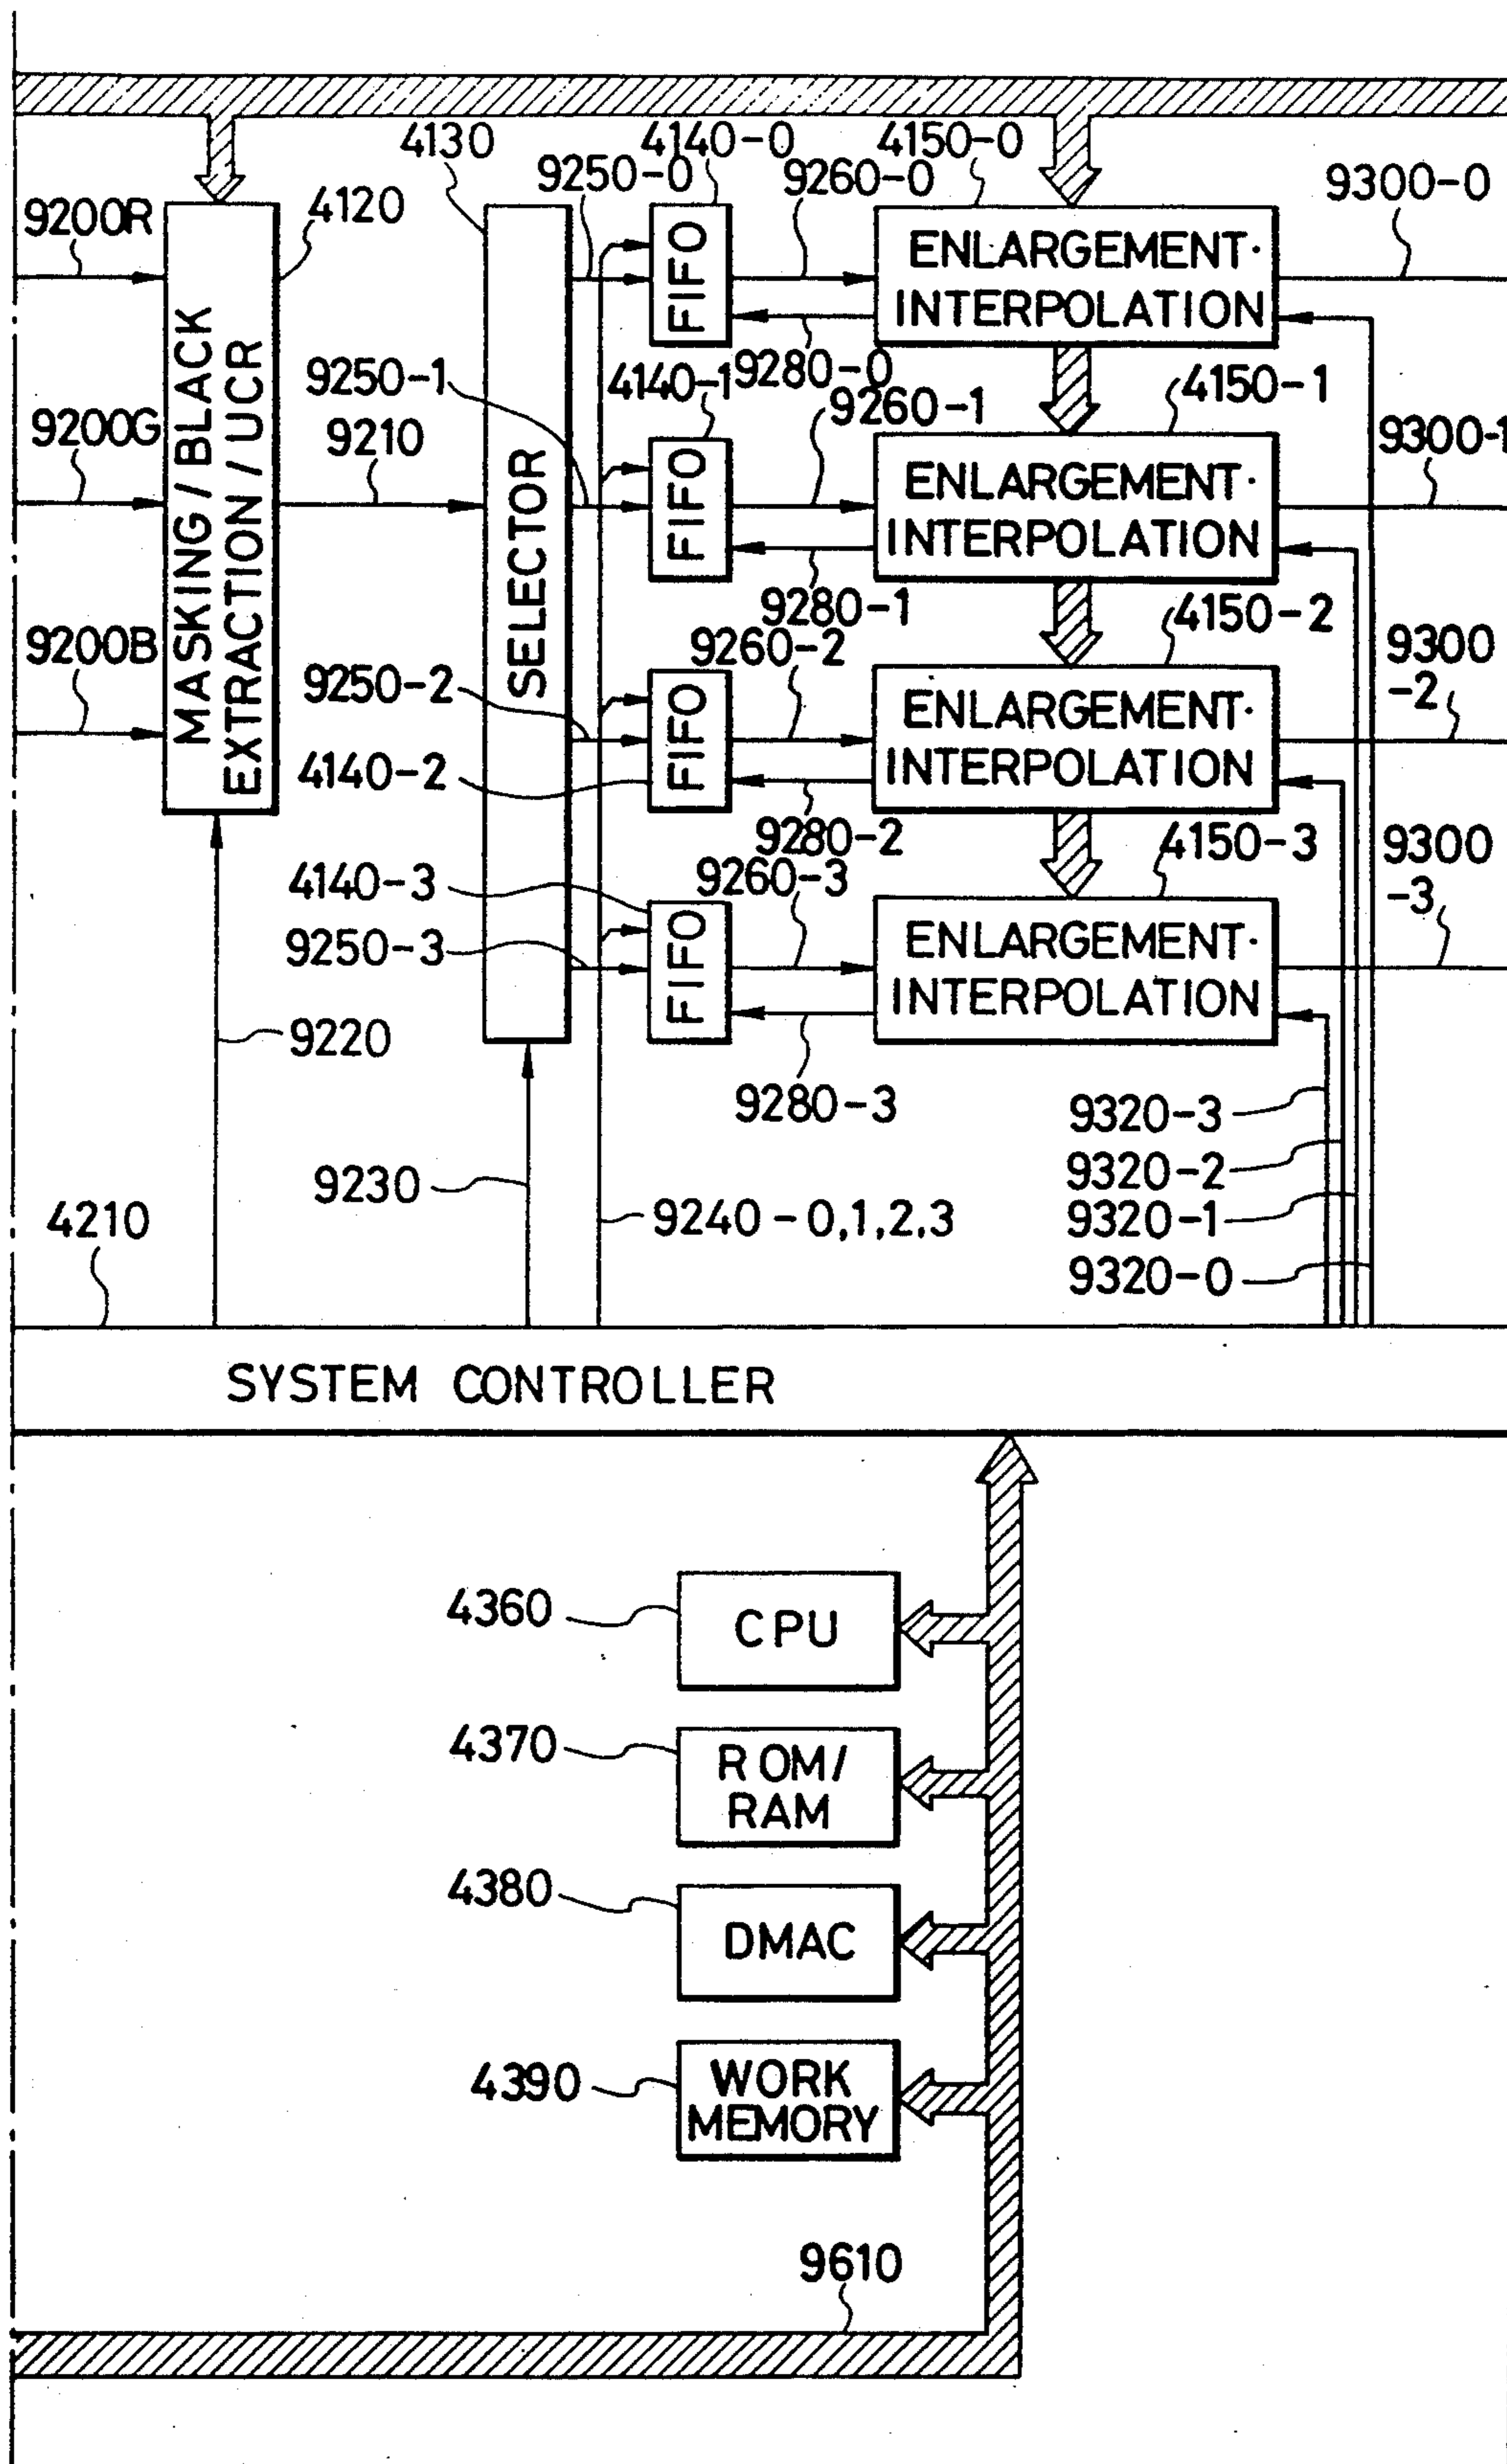 4130
4140-0
4150-0
9250-0
9260-0
9300-0
9200R
4120
FIFO
ENLARGEMENT·
INTERPOLATION
9280-0
9250-1
4140-1
9260-1
4150-1
9300-1
9200G
9210
MASKING/BLACK
EXTRACTION/UCR
SELECTOR
FIFO
ENLARGEMENT·
INTERPOLATION
9280-1
9200B
9250-2
4140-2
9260-2
4150-2
9300
-2
FIFO
ENLARGEMENT·
INTERPOLATION
9280-2
4140-3
9250-3
9260-3
4150-3
9300
-3
FIFO
ENLARGEMENT·
INTERPOLATION
9280-3
9220
9230
9240-0,1,2,3
9320-3
9320-2
9320-1
9320-0
4210
SYSTEM CONTROLLER
4360
CPU
4370
ROM/
RAM
4380
DMAC
4390
WORK
MEMORY
9610